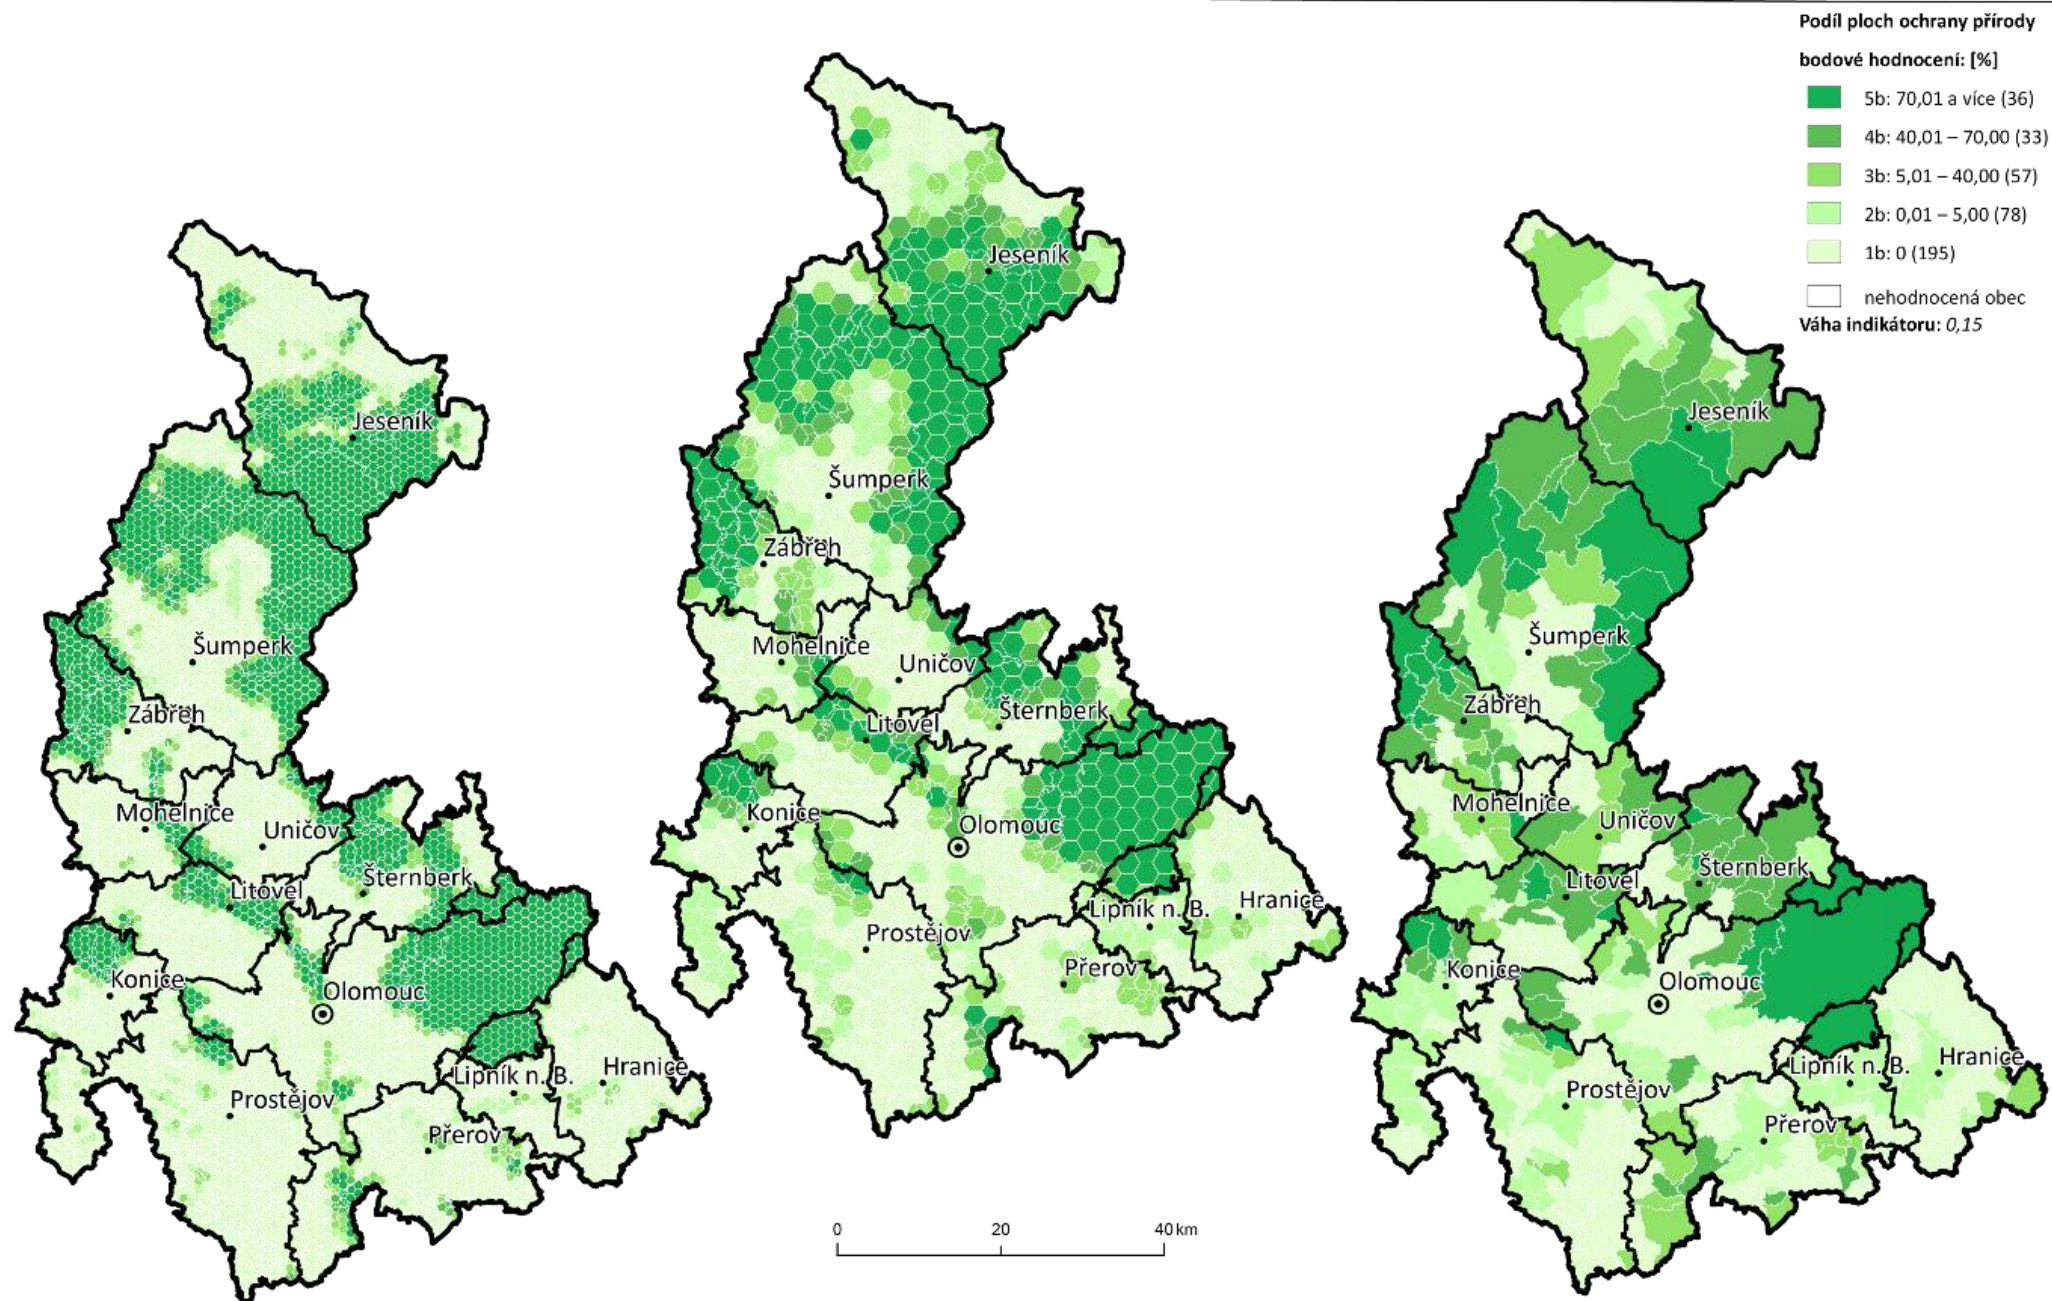 Podíl ploch ochrany přírody
bodové hodnocení: [%]
5b: 70,01 a více (36)
4b: 40,01 – 70,00 (33)
3b: 5,01 – 40,00 (57)
2b: 0,01 – 5,00 (78)
1b: 0 (195)
nehodnocená obec
Váha indikátoru: 0,15
Jeseník
Šumperk
Zábřeh
Mohelnice
Uničov
Litovel
Šternberk
Konice
Olomouc
Lipník n. B.
Hranice
Prostějov
Přerov
Jeseník
Šumperk
Zábřeh
Mohelnice
Uničov
Litovel
Šternberk
Konice
Olomouc
Lipník n. B.
Hranice
Prostějov
Přerov
Jeseník
Šumperk
Zábřeh
Mohelnice
Uničov
Litovel
Šternberk
Konice
Olomouc
Lipník n. B.
Hranice
Prostějov
Přerov
0 20 40 km